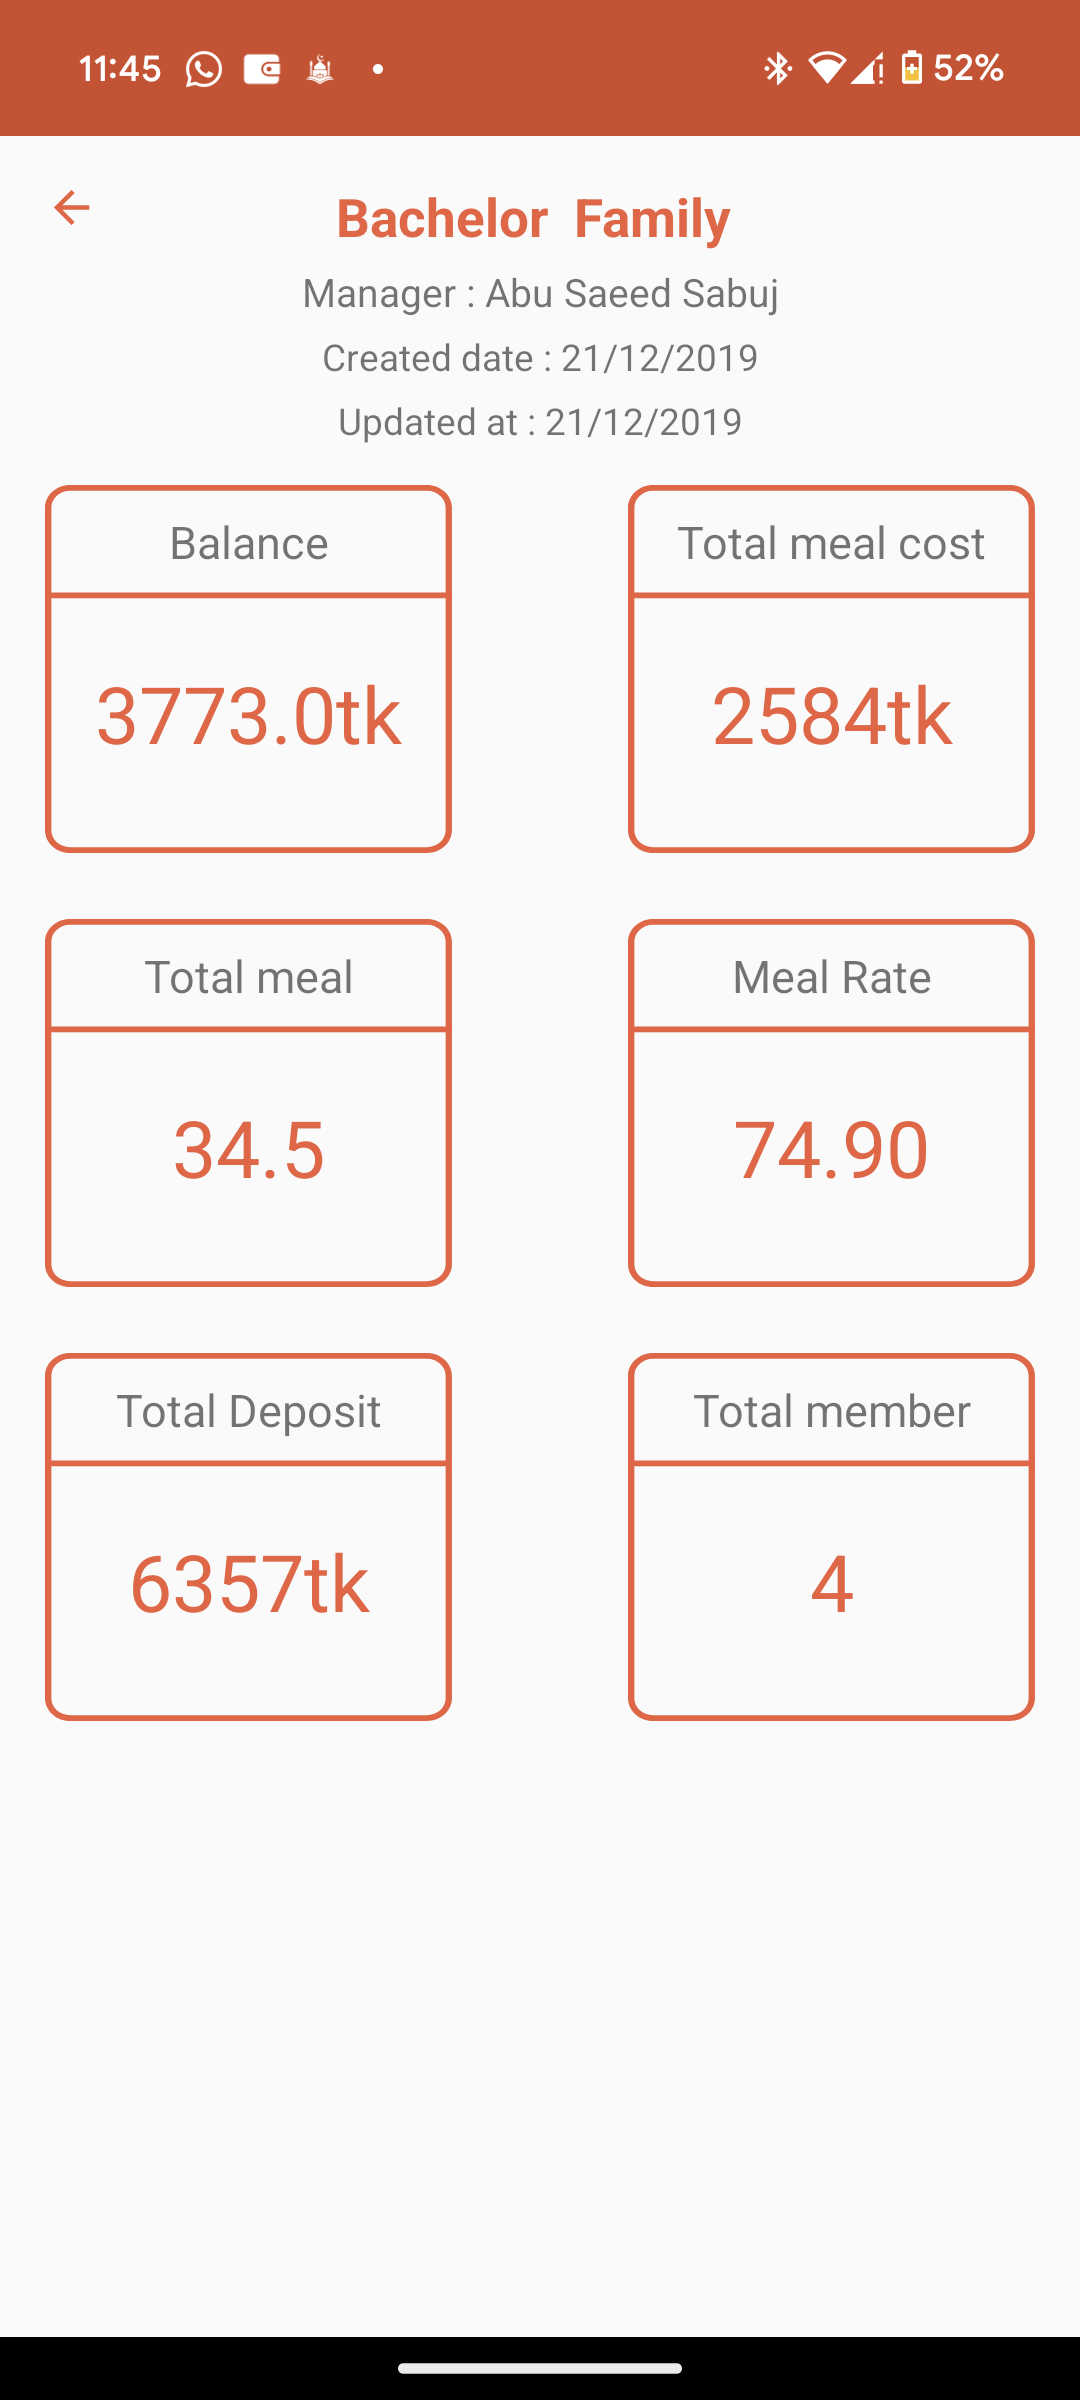 11:45 52%
Bachelor  Family
Manager : Abu Saeed Sabuj
Created date : 21/12/2019
Updated at : 21/12/2019
Balance
3773.0tk
Total meal cost
2584tk
Total meal
34.5
Meal Rate
74.90
Total Deposit
6357tk
Total member
4